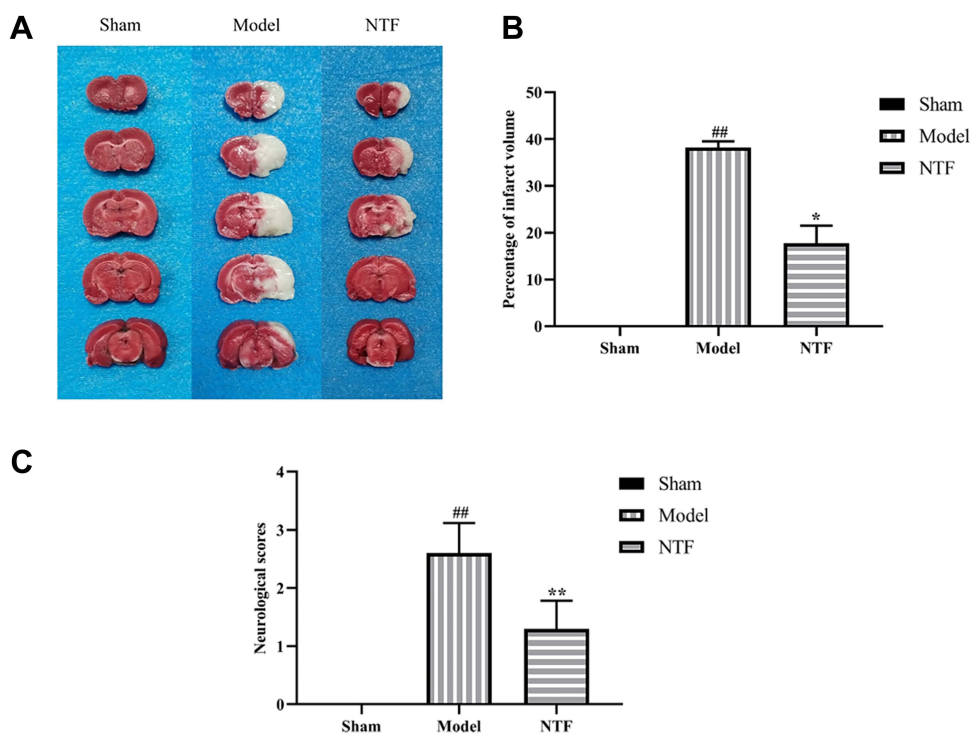 A
Sham Model NTF
B
Percentage of infarct volume
50
40
30
20
10
0
##
*
Sham Model NTF
Sham
Model
NTF
C
Neurological scores
4
3
2
1
0
##
**
Sham Model NTF
Sham
Model
NTF